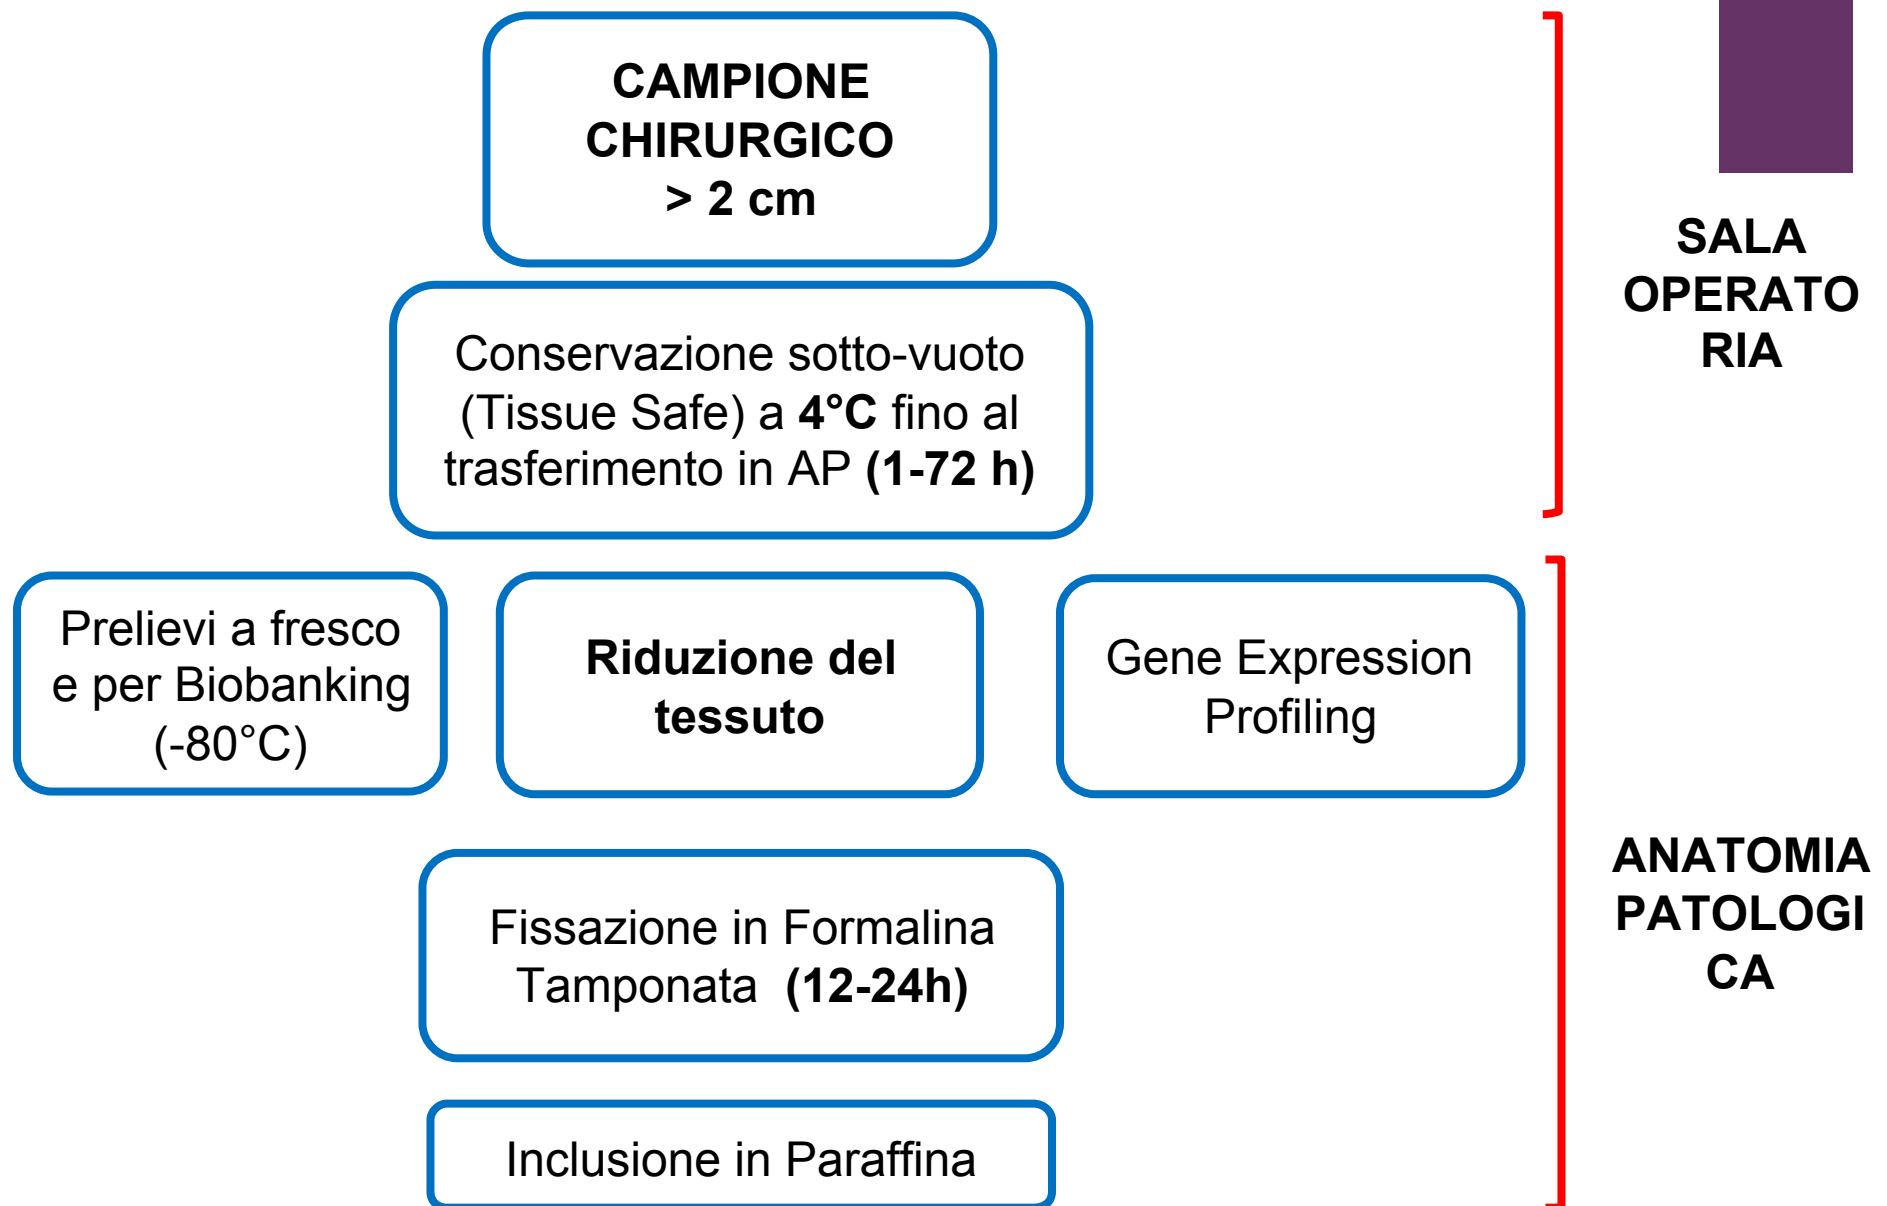 CAMPIONE
CHIRURGICO
> 2 cm
SALA
OPERATO
RIA
Conservazione sotto-vuoto
(Tissue Safe) a 4°C fino al
trasferimento in AP (1-72 h)
Prelievi a fresco
e per Biobanking
(-80°C)
Riduzione del
tessuto
Gene Expression
Profiling
ANATOMIA
PATOLOGI
CA
Fissazione in Formalina
Tamponata  (12-24h)
Inclusione in Paraffina